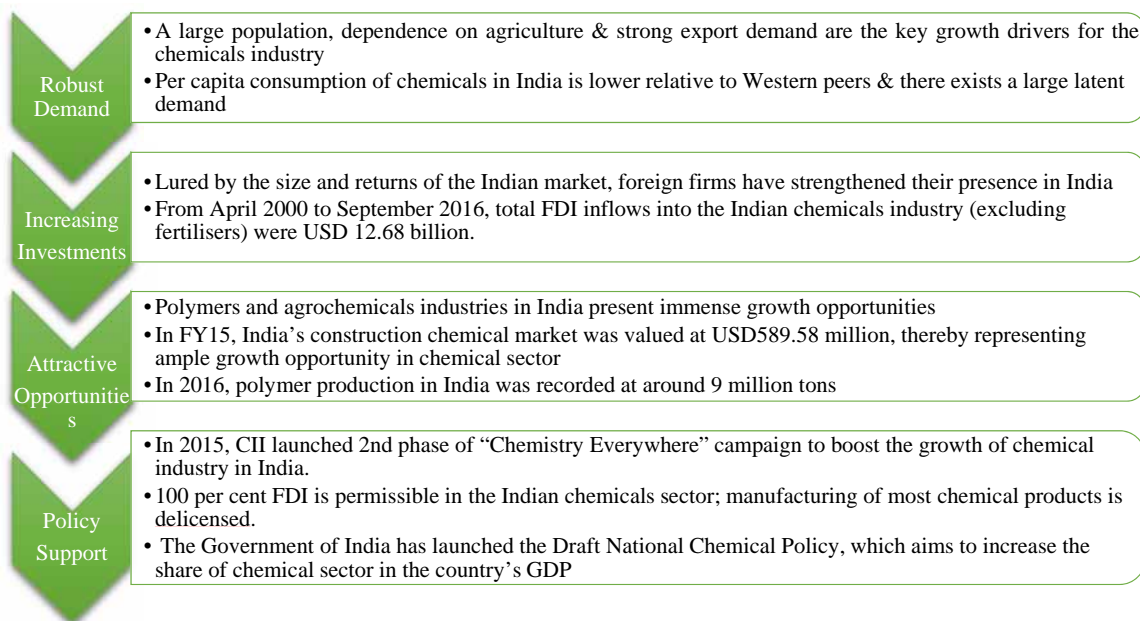 Robust
Demand
• A large population, dependence on agriculture & strong export demand are the key growth drivers for the
chemicals industry
• Per capita consumption of chemicals in India is lower relative to Western peers & there exists a large latent
demand
Increasing
Investments
• Lured by the size and returns of the Indian market, foreign firms have strengthened their presence in India
• From April 2000 to September 2016, total FDI inflows into the Indian chemicals industry (excluding
fertilisers) were USD 12.68 billion.
Attractive
Opportunitie
s
• Polymers and agrochemicals industries in India present immense growth opportunities
• In FY15, India’s construction chemical market was valued at USD589.58 million, thereby representing
ample growth opportunity in chemical sector
• In 2016, polymer production in India was recorded at around 9 million tons
Policy
Support
• In 2015, CII launched 2nd phase of “Chemistry Everywhere” campaign to boost the growth of chemical
industry in India.
• 100 per cent FDI is permissible in the Indian chemicals sector; manufacturing of most chemical products is
delicensed.
• The Government of India has launched the Draft National Chemical Policy, which aims to increase the
share of chemical sector in the country’s GDP